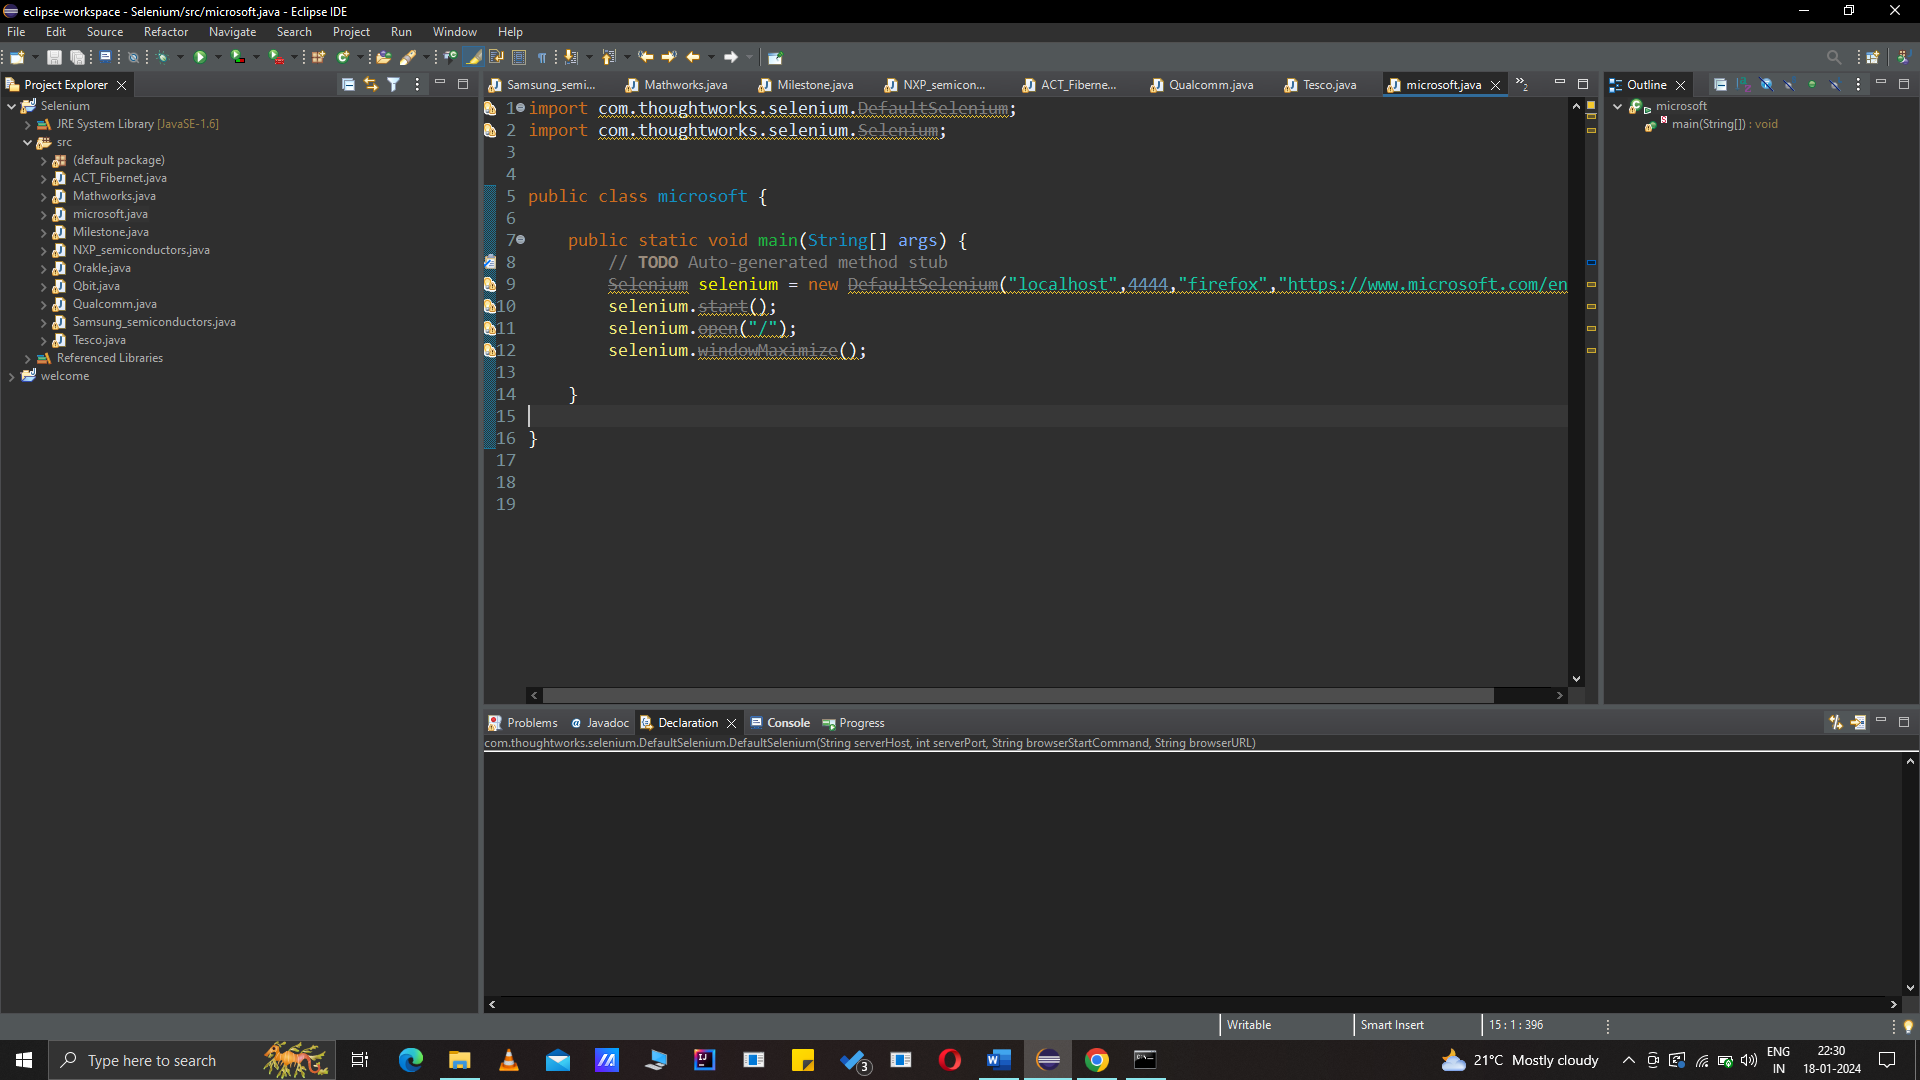 eclipse-workspace - Selenium/src/microsoft.java - Eclipse IDE
File Edit Source Refactor Navigate Search Project Run Window Help
Project Explorer
Samsung_semi... Mathworks.java Milestone.java NXP_semicon... ACT_Fiberne... Qualcomm.java Tesco.java microsoft.java »2
Outline
Selenium
JRE System Library [JavaSE-1.6]
src
(default package)
ACT_Fibernet.java
Mathworks.java
microsoft.java
Milestone.java
NXP_semiconductors.java
Orakle.java
Qbit.java
Qualcomm.java
Samsung_semiconductors.java
Tesco.java
Referenced Libraries
welcome
1 import com.thoughtworks.selenium.DefaultSelenium;
2 import com.thoughtworks.selenium.Selenium;
3
4
5 public class microsoft {
6
7 public static void main(String[] args) {
8 // TODO Auto-generated method stub
9 Selenium selenium = new DefaultSelenium("localhost",4444,"firefox","https://www.microsoft.com/en
10 selenium.start();
11 selenium.open("/");
12 selenium.windowMaximize();
13
14 }
15
16 }
17
18
19
microsoft
main(String[]) : void
Problems Javadoc Declaration Console Progress
com.thoughtworks.selenium.DefaultSelenium.DefaultSelenium(String serverHost, int serverPort, String browserStartCommand, String browserURL)
Writable Smart Insert 15 : 1 : 396
Type here to search
3
21°C Mostly cloudy
ENG
IN
22:30
18-01-2024